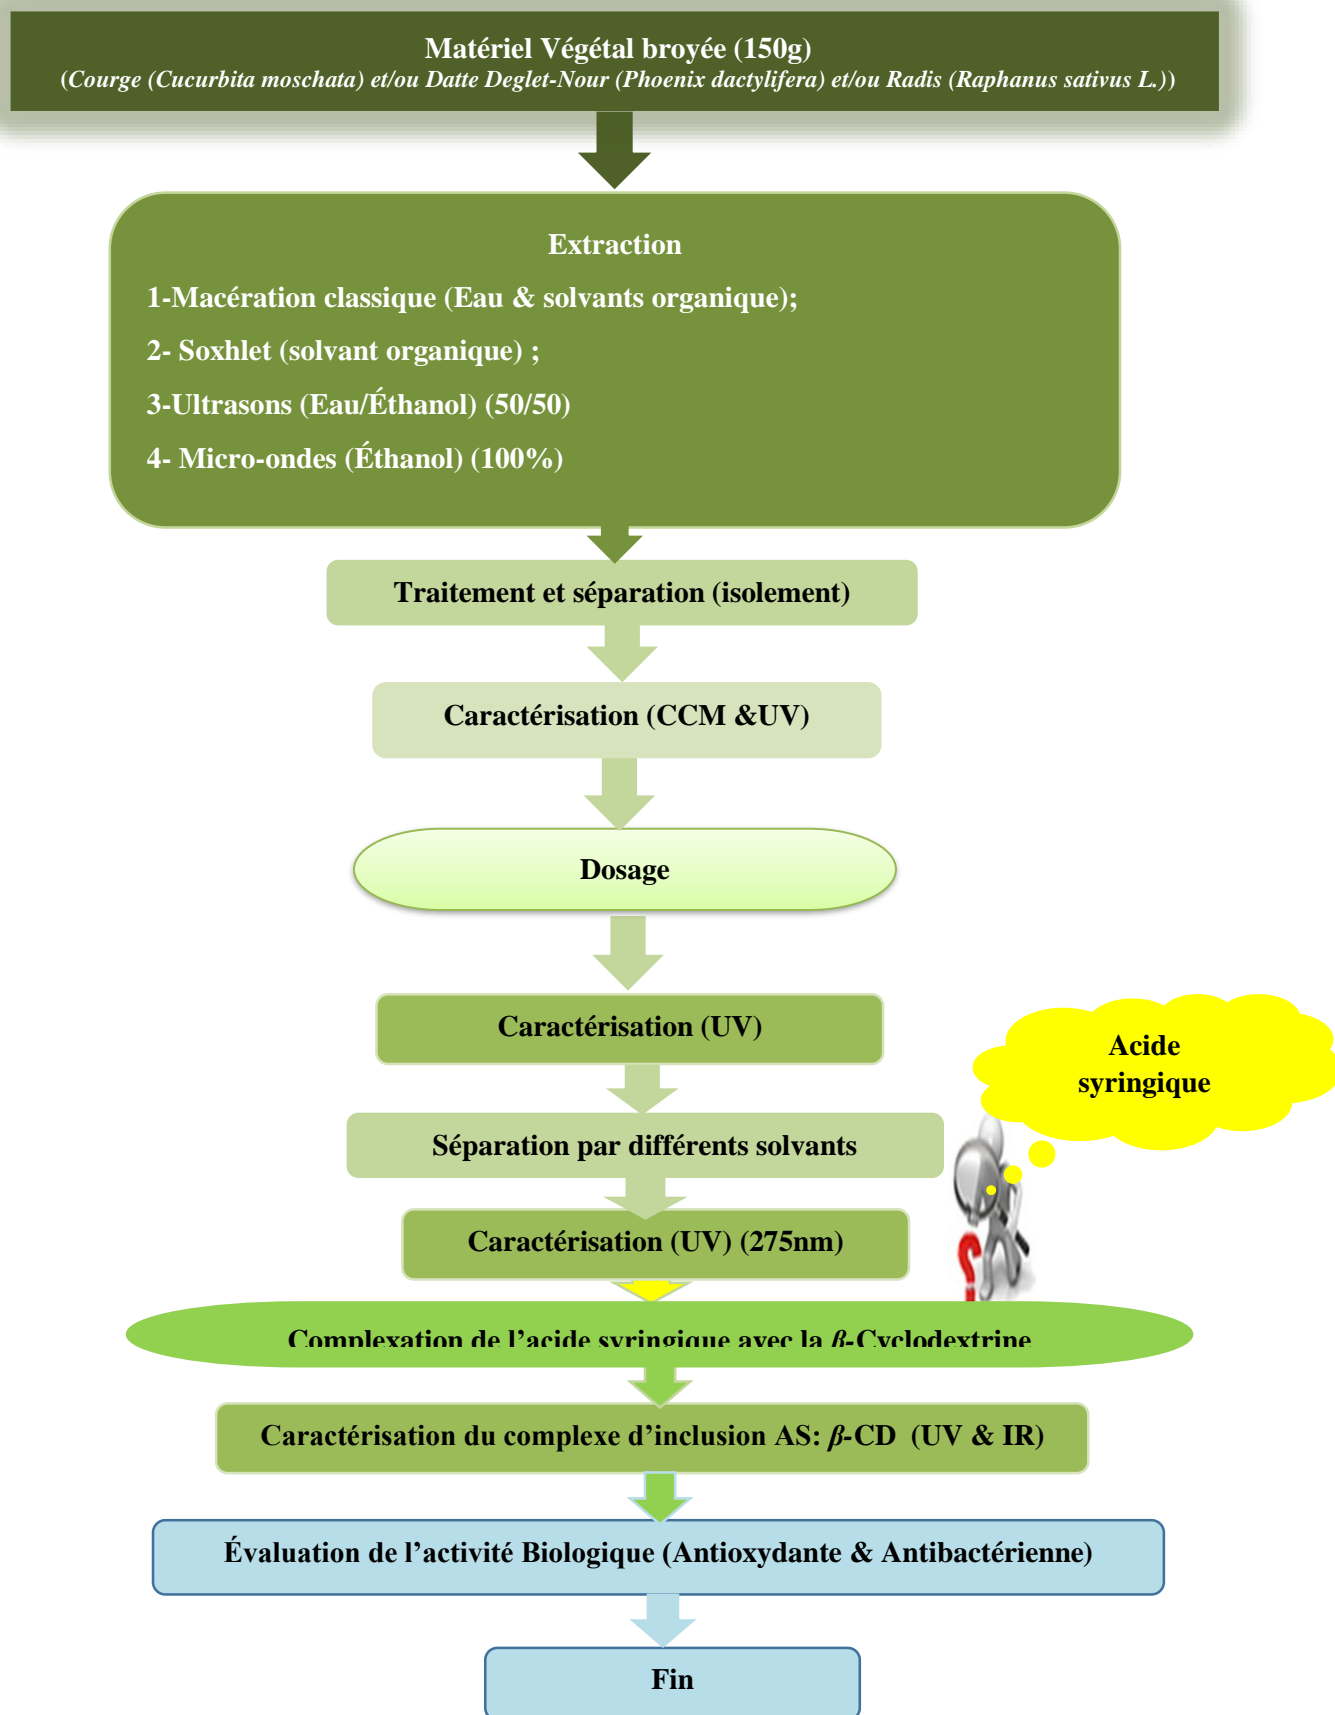 Matériel Végétal broyée (150g)
(Courge (Cucurbita moschata) et/ou Datte Deglet-Nour (Phoenix dactylifera) et/ou Radis (Raphanus sativus L.))
Extraction
1-Macération classique (Eau & solvants organique);
2- Soxhlet (solvant organique) ;
3-Ultrasons (Eau/Éthanol) (50/50)
4- Micro-ondes (Éthanol) (100%)
Traitement et séparation (isolement)
Caractérisation (CCM &UV)
Dosage
Caractérisation (UV)
Acide
syringique
Séparation par différents solvants
Caractérisation (UV) (275nm)
Complexation de l’acide syringique avec la β-Cyclodextrine
Caractérisation du complexe d’inclusion AS: β-CD (UV & IR)
Évaluation de l’activité Biologique (Antioxydante & Antibactérienne)
Fin